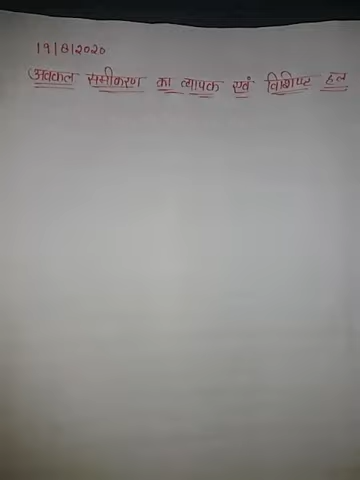 19/8/2020
अवकल समीकरण का व्यापक एवं विशिष्ट हल